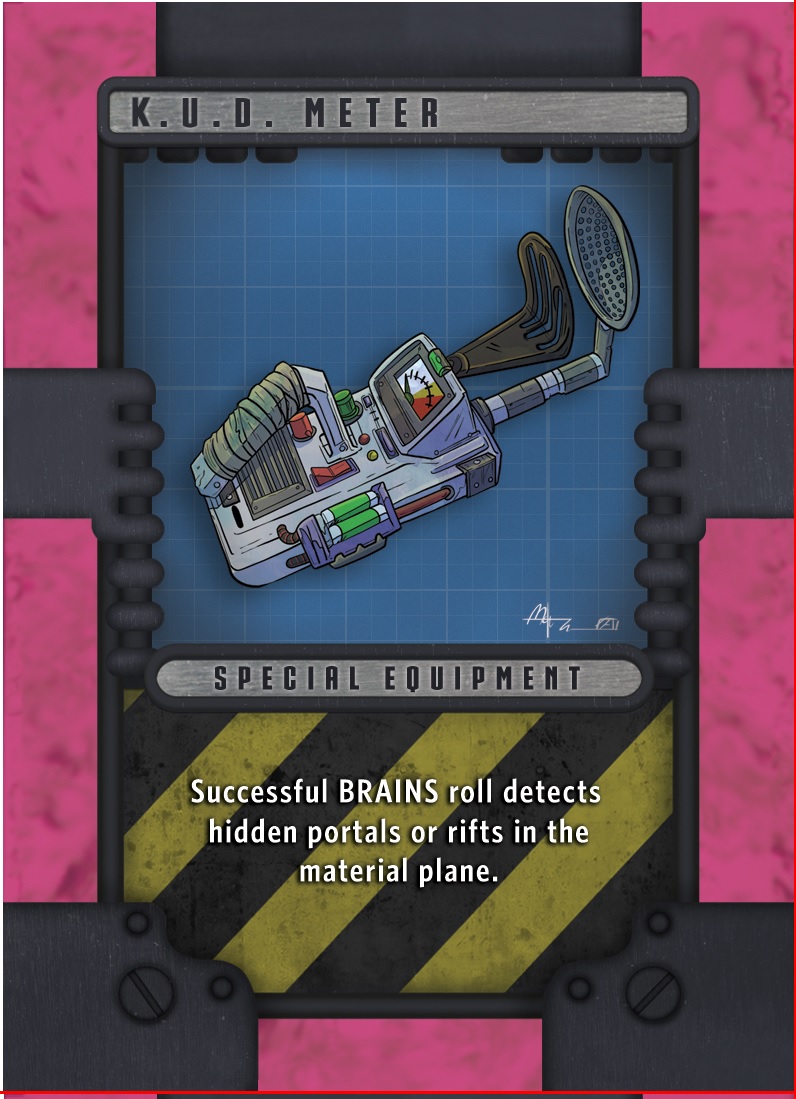 K.U.D. METER
SPECIAL EQUIPMENT
Successful BRAINS roll detects
hidden portals or rifts in the
material plane.